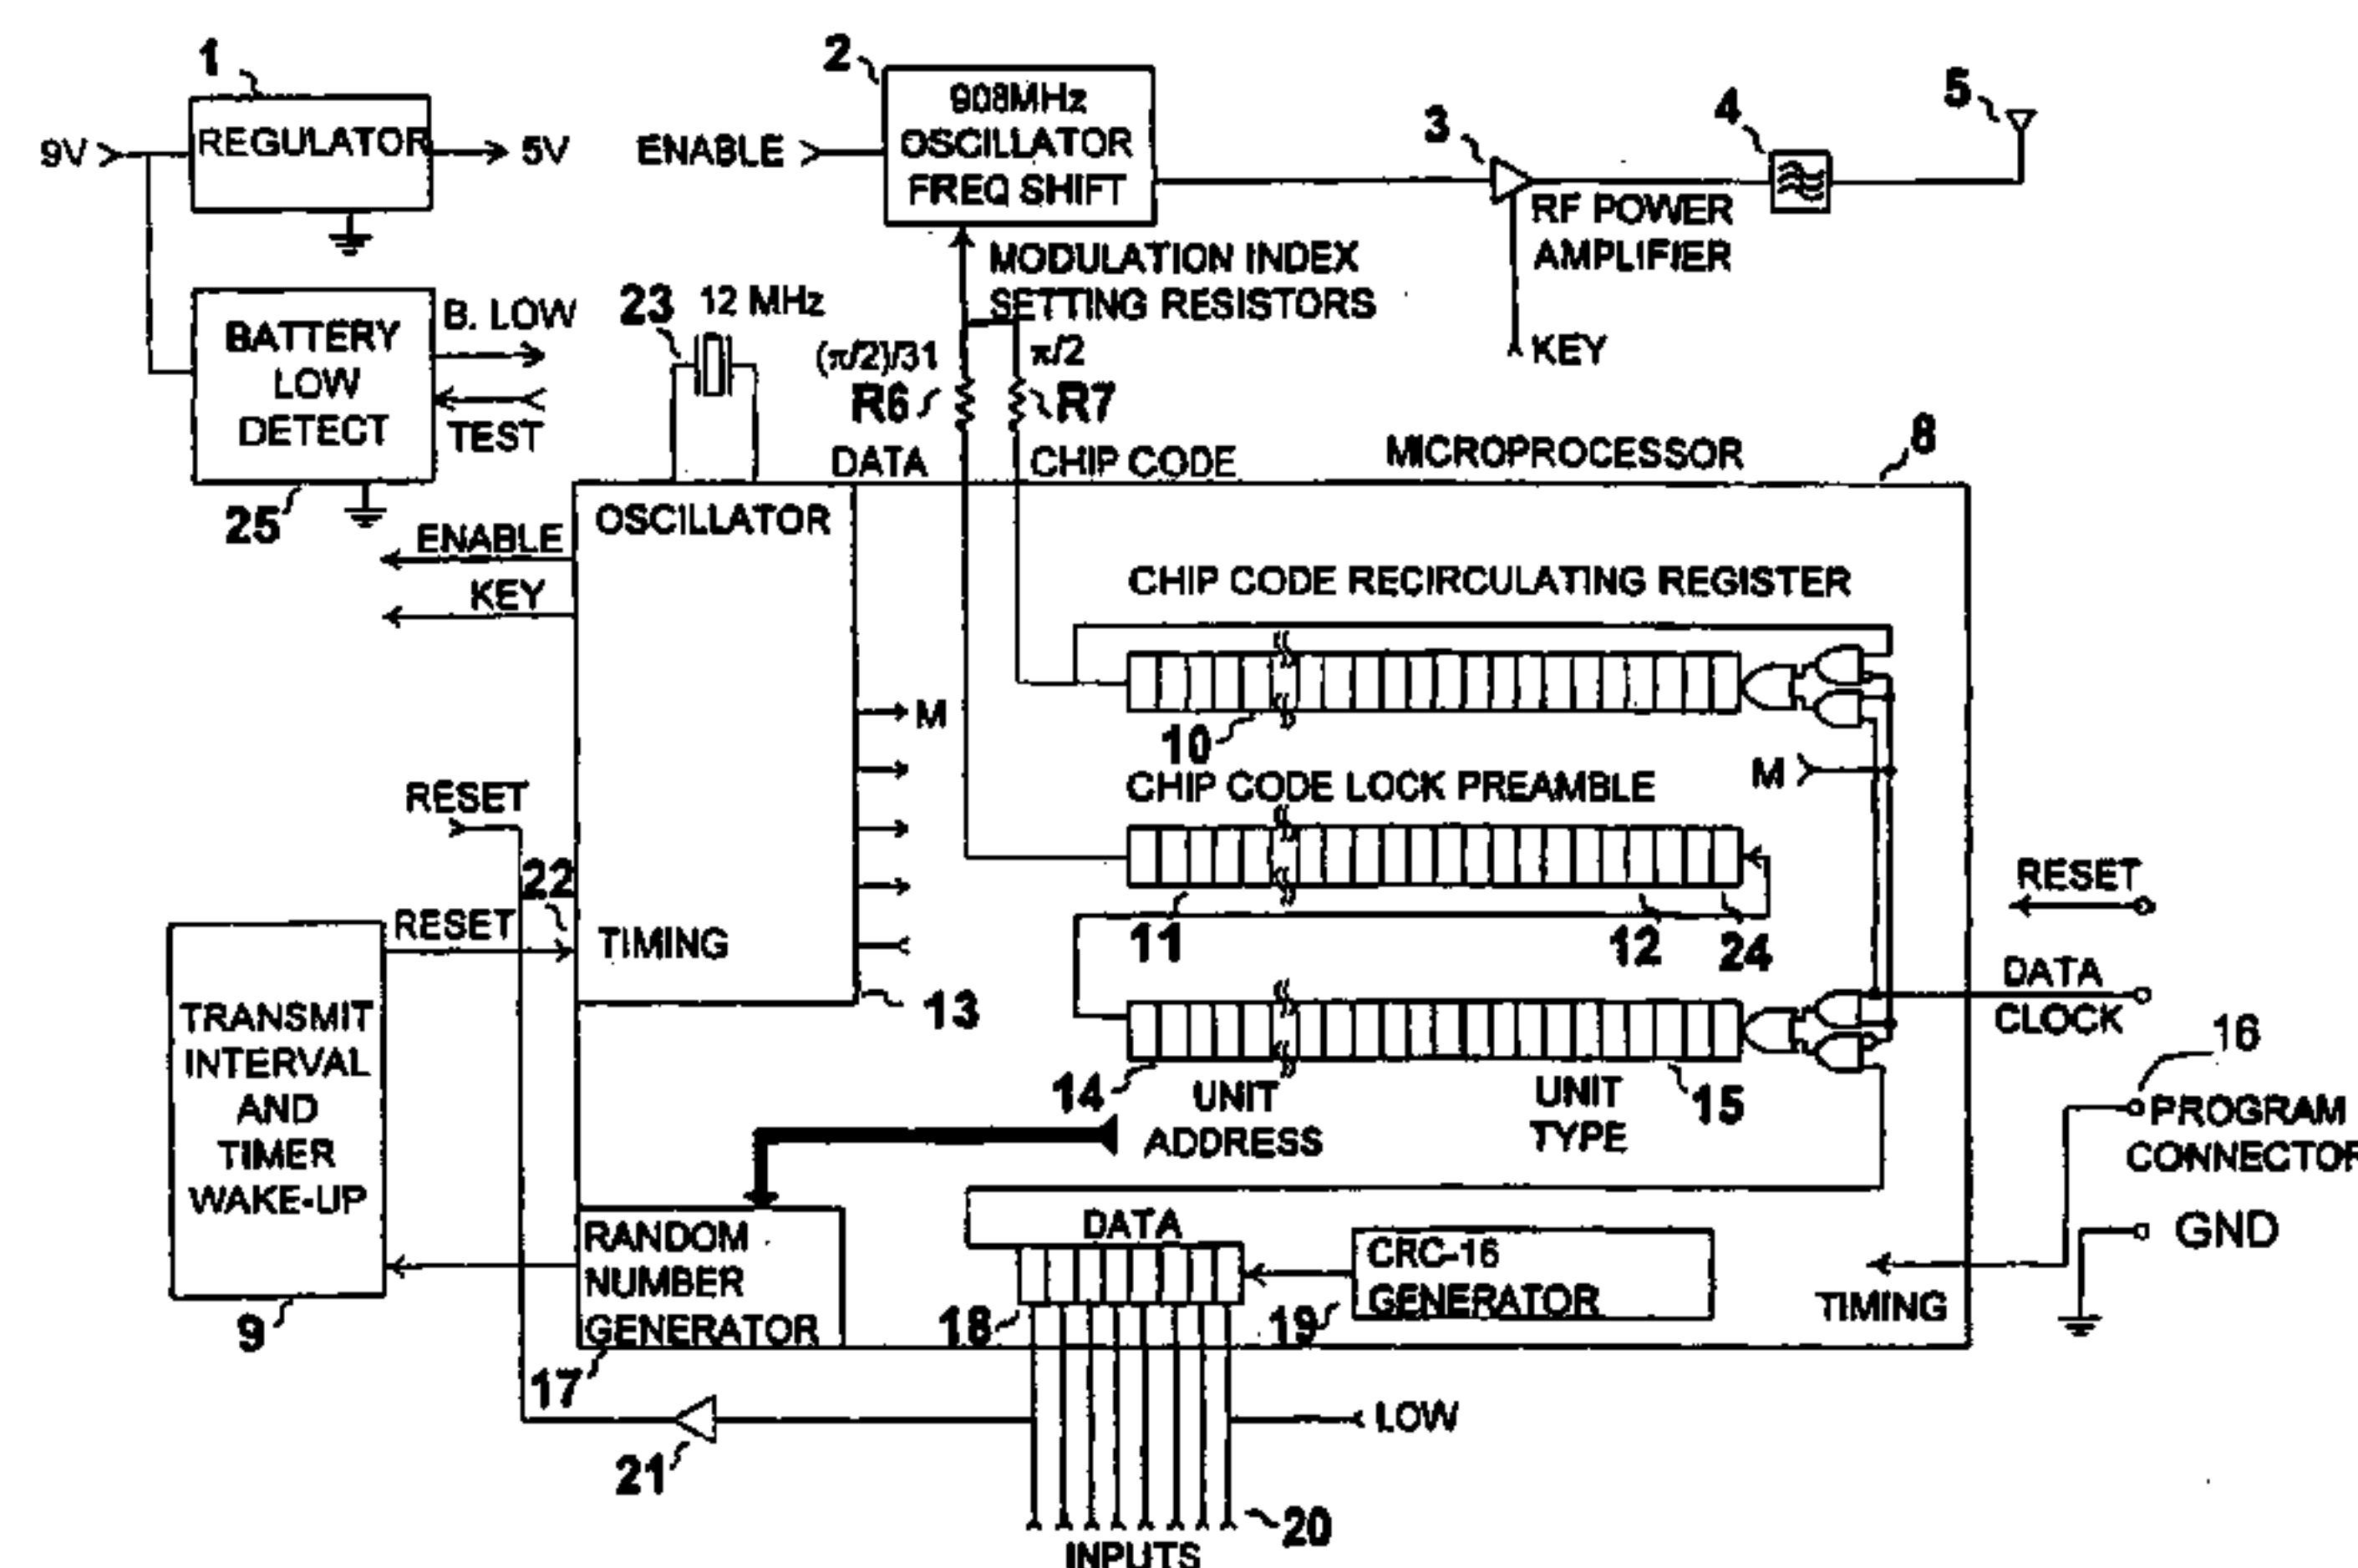 1
REGULATOR
9V
5V
2
908MHz
OSCILLATOR
FREQ SHIFT
ENABLE
3
RF POWER
AMPLIFIER
KEY
4
5
MODULATION INDEX
SETTING RESISTORS
BATTERY
LOW
DETECT
B. LOW
TEST
25
23
12 MHz
(π/2)/31
R6
π/2
R7
DATA
CHIP CODE
MICROPROCESSOR
8
OSCILLATOR
ENABLE
KEY
CHIP CODE RECIRCULATING REGISTER
10
M
M
CHIP CODE LOCK PREAMBLE
11
12
24
RESET
22
RESET
TIMING
13
TRANSMIT
INTERVAL
AND
TIMER
WAKE-UP
9
14
UNIT
ADDRESS
UNIT
TYPE
15
RESET
DATA
CLOCK
16
PROGRAM
CONNECTOR
GND
RANDOM
NUMBER
GENERATOR
17
DATA
18
CRC-16
GENERATOR
19
TIMING
21
LOW
20
INPUTS